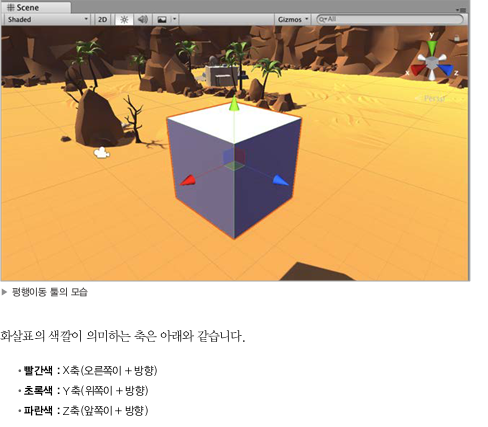 Scene
Shaded 2D Gizmos All
y
x z
Persp
▶ 평행이동 툴의 모습
화살표의 색깔이 의미하는 축은 아래와 같습니다.
• 빨간색 : X축(오른쪽이 + 방향)
• 초록색 : Y축(위쪽이 + 방향)
• 파란색 : Z축(앞쪽이 + 방향)